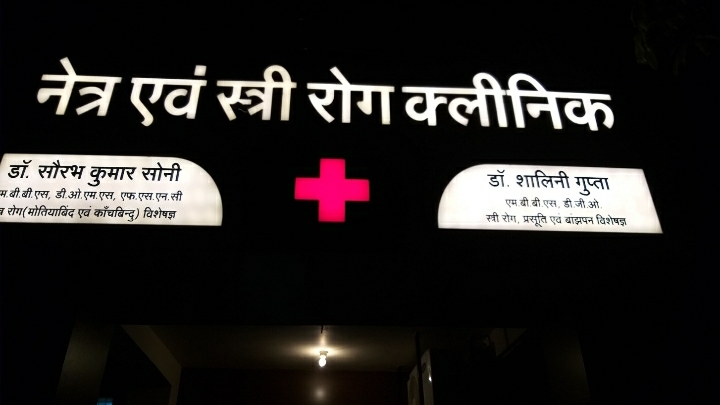 नेत्र एवं स्त्री रोग क्लीनिक
डॉ. सौरभ कुमार सोनी
एम.बी.बी.एस, डी.ओ.एम.एस, एफ.एस.एन.सी
रोग(मोतियाबिंद एवं काँचबिन्दु) विशेषज्ञ
डॉ. शालिनी गुप्ता
एम बी बी.एस, डी.जी.ओ.
स्त्री रोग, प्रसूति एवं बांझपन विशेषज्ञ